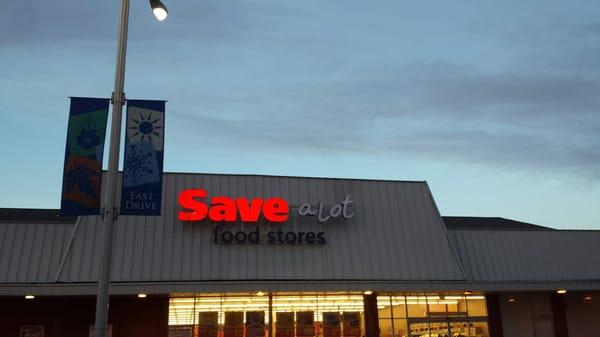 Save a Lot
food stores
EAST
DRIVE